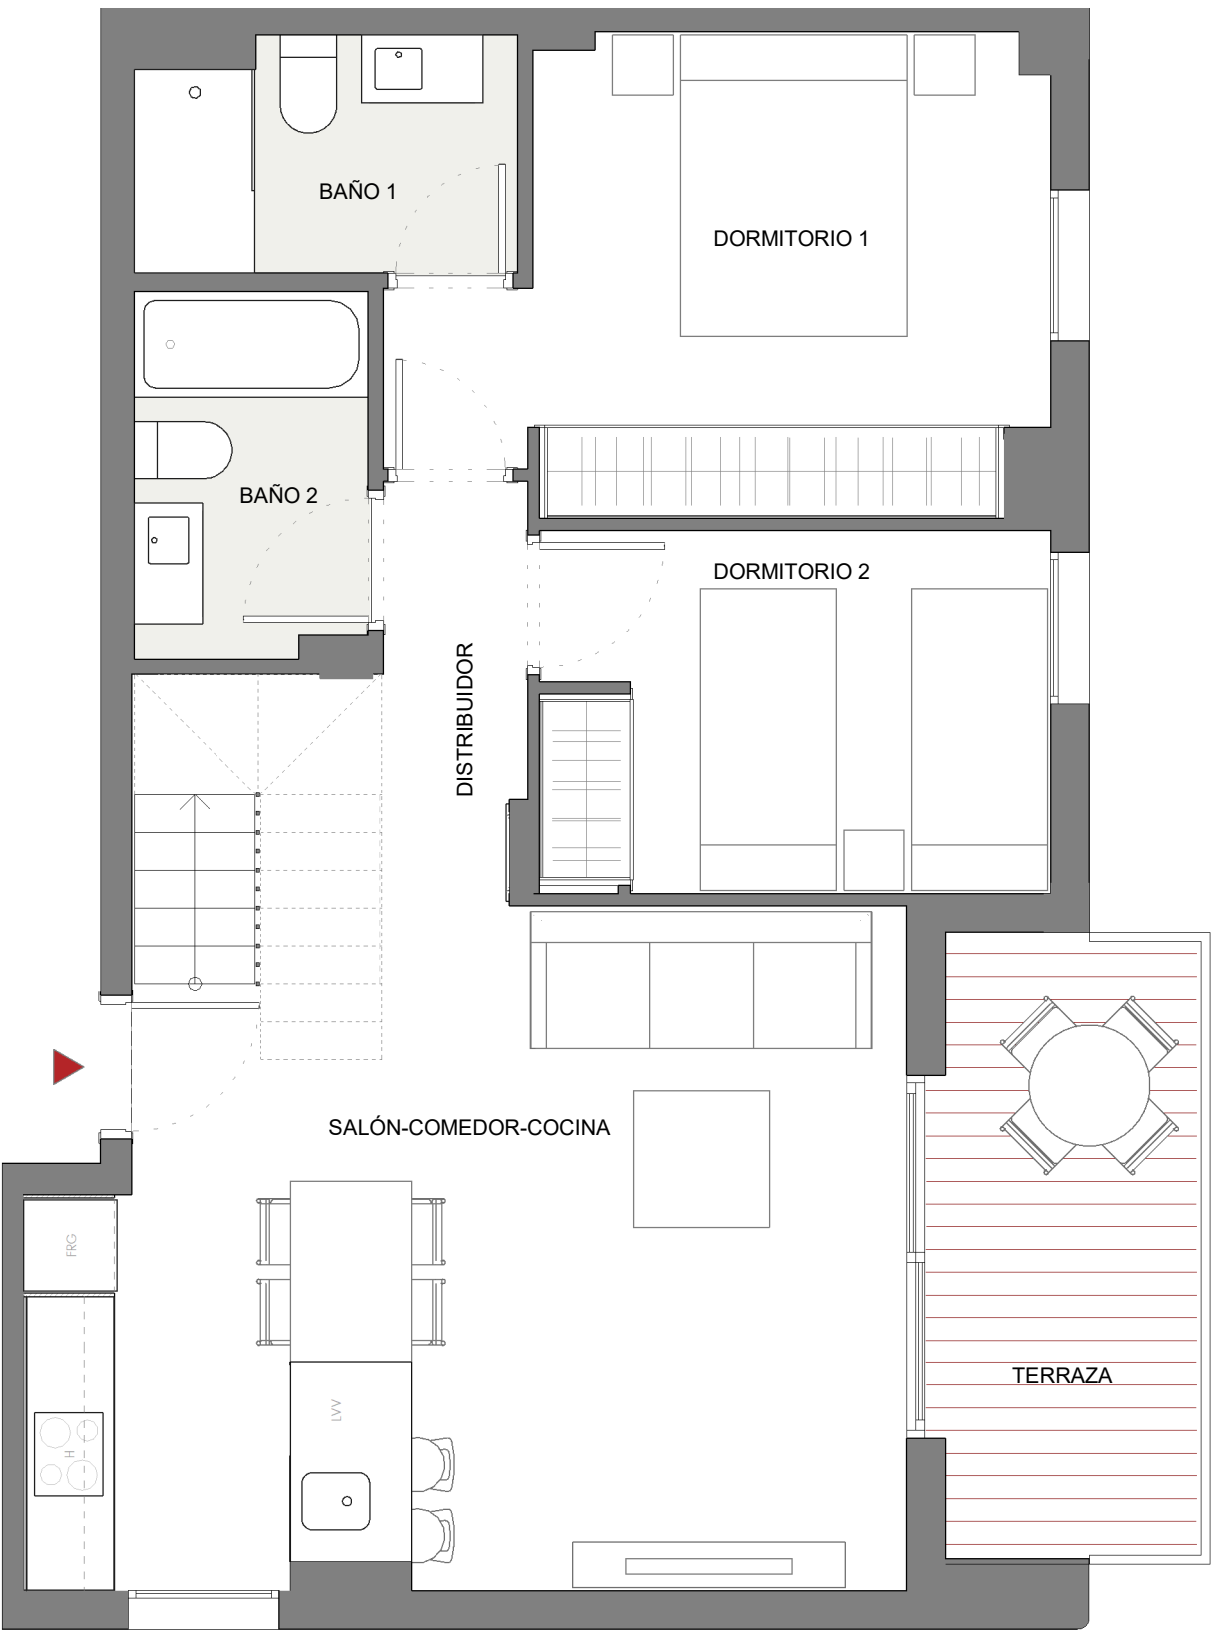 BAÑO 1
DORMITORIO 1
BAÑO 2
DORMITORIO 2
DISTRIBUIDOR
SALÓN-COMEDOR-COCINA
FRG
TERRAZA
LVV
H